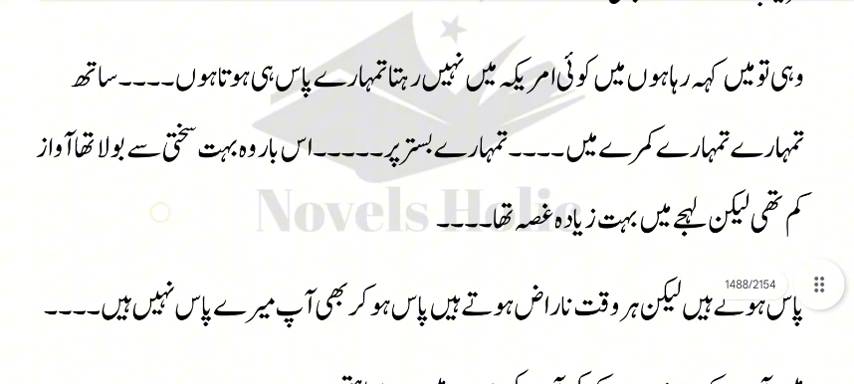 وہی تو میں کہہ رہا ہوں میں کوئی امریکہ میں نہیں رہتا تمہارے پاس ہی ہوتا ہوں۔۔۔۔ساتھ
تمہارے تمہارے کمرے میں۔۔۔۔تمہارے بستر پر۔۔۔۔۔اس بار وہ بہت سختی سے بولا تھا آواز
کم تھی لیکن لہجے میں بہت زیادہ غصہ تھا۔۔۔۔
Novels Holic
1488/2154
پاس ہوتے ہیں لیکن ہر وقت ناراض ہوتے ہیں پاس ہو کر بھی آپ میرے پاس نہیں ہیں۔۔۔۔